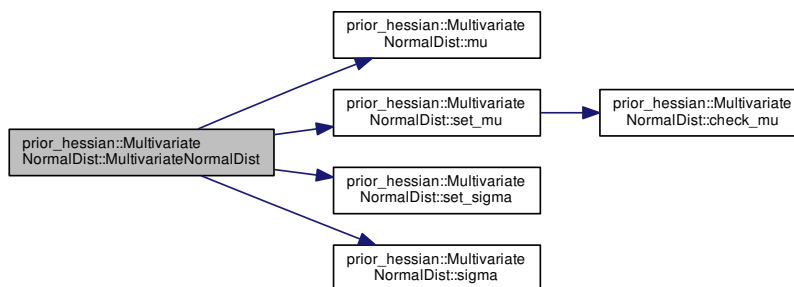 prior_hessian::Multivariate
NormalDist::MultivariateNormalDist
prior_hessian::Multivariate
NormalDist::mu
prior_hessian::Multivariate
NormalDist::set_mu
prior_hessian::Multivariate
NormalDist::check_mu
prior_hessian::Multivariate
NormalDist::set_sigma
prior_hessian::Multivariate
NormalDist::sigma